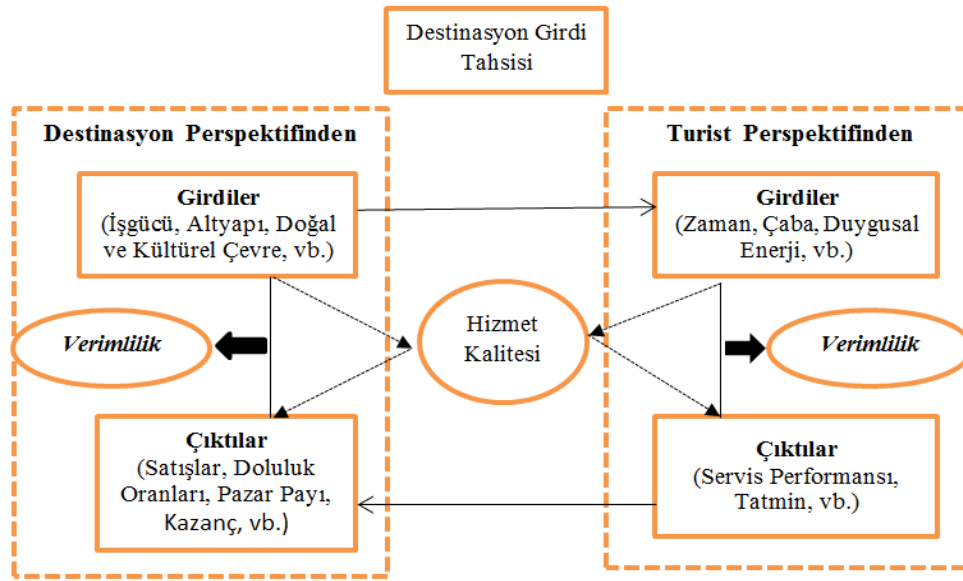 Destinasyon Girdi
Tahsisi
Destinasyon Perspektifinden
Girdiler
(İşgücü, Altyapı, Doğal
ve Kültürel Çevre, vb.)
Verimlilik
Çıktılar
(Satışlar, Doluluk
Oranları, Pazar Payı,
Kazanç, vb.)
Hizmet
Kalitesi
Turist Perspektifinden
Girdiler
(Zaman, Çaba, Duygusal
Enerji, vb.)
Verimlilik
Çıktılar
(Servis Performansı,
Tatmin, vb.)